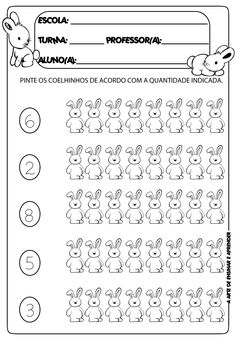 ESCOLA:
TURMA: PROFESSOR(A):
ALUNO(A):
PINTE OS COELHINHOS DE ACORDO COM A QUANTIDADE INDICADA.
6
2
8
5
3
A ARTE DE ENSINAR E APRENDER